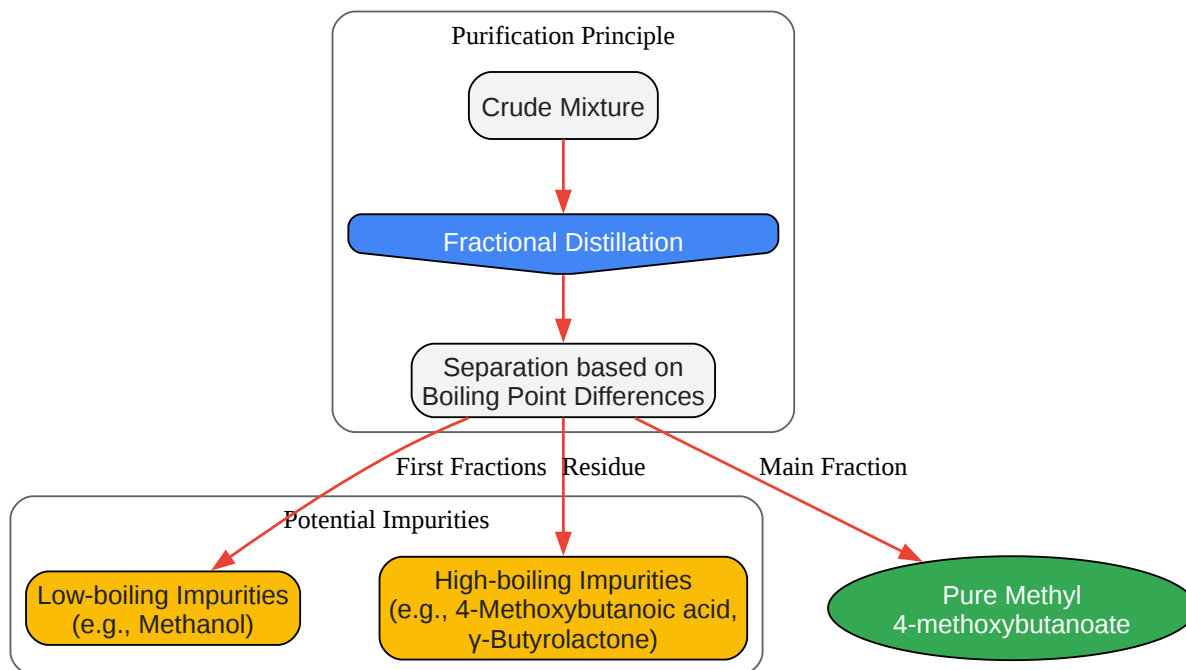 Purification Principle
Crude Mixture
Fractional Distillation
Separation based on
Boiling Point Differences
First Fractions
Residue
Main Fraction
Potential Impurities
Low-boiling Impurities
(e.g., Methanol)
High-boiling Impurities
(e.g., 4-Methoxybutanoic acid,
γ-Butyrolactone)
Pure Methyl
4-methoxybutanoate